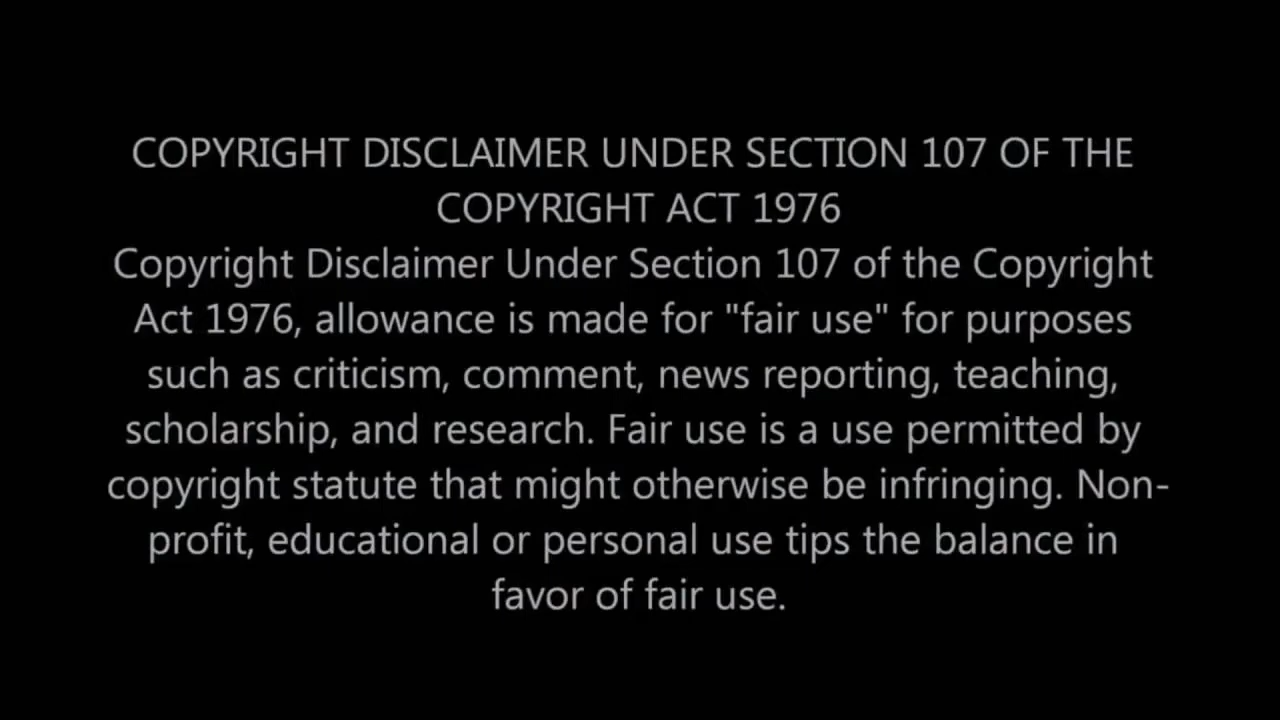 COPYRIGHT DISCLAIMER UNDER SECTION 107 OF THE
COPYRIGHT ACT 1976
Copyright Disclaimer Under Section 107 of the Copyright
Act 1976, allowance is made for "fair use" for purposes
such as criticism, comment, news reporting, teaching,
scholarship, and research. Fair use is a use permitted by
copyright statute that might otherwise be infringing. Non-
profit, educational or personal use tips the balance in
favor of fair use.